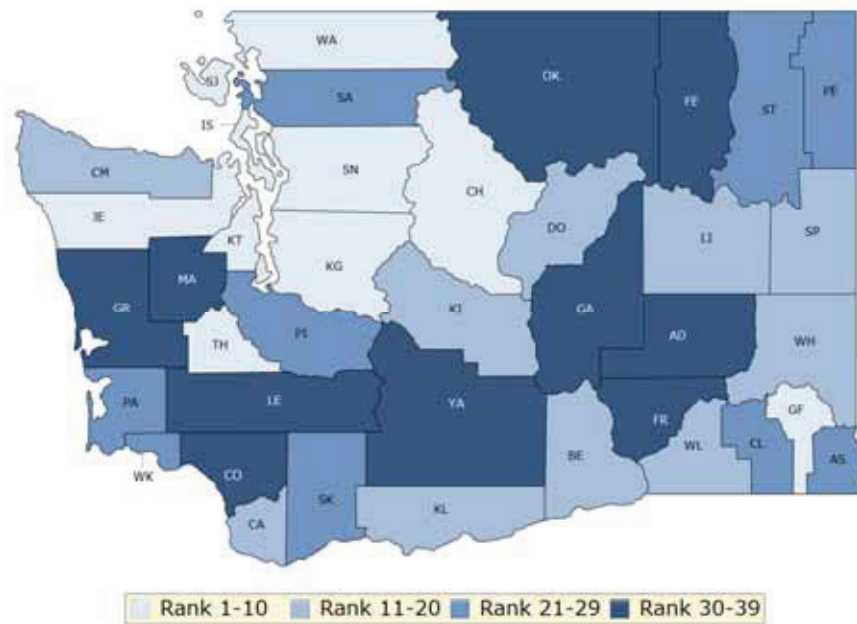 WA
SJ
SA
OK
FE
ST
PE
IS
CM
SN
CH
JE
KT
DO
LI
SP
MA
KG
GR
KI
GA
AD
TH
PI
WH
PA
LE
YA
FR
GF
WL
CL
AS
WK
CO
SK
BE
KL
CA
Rank 1-10 Rank 11-20 Rank 21-29 Rank 30-39